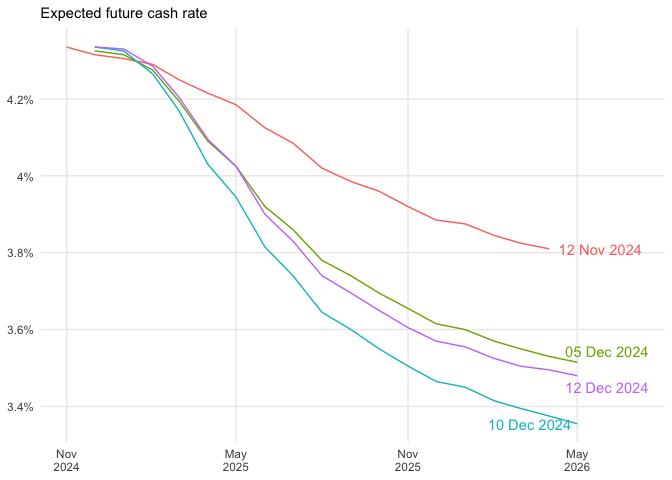 Expected future cash rate
4.2%
4%
3.8%
3.6%
3.4%
12 Nov 2024
05 Dec 2024
12 Dec 2024
10 Dec 2024
Nov
2024
May
2025
Nov
2025
May
2026